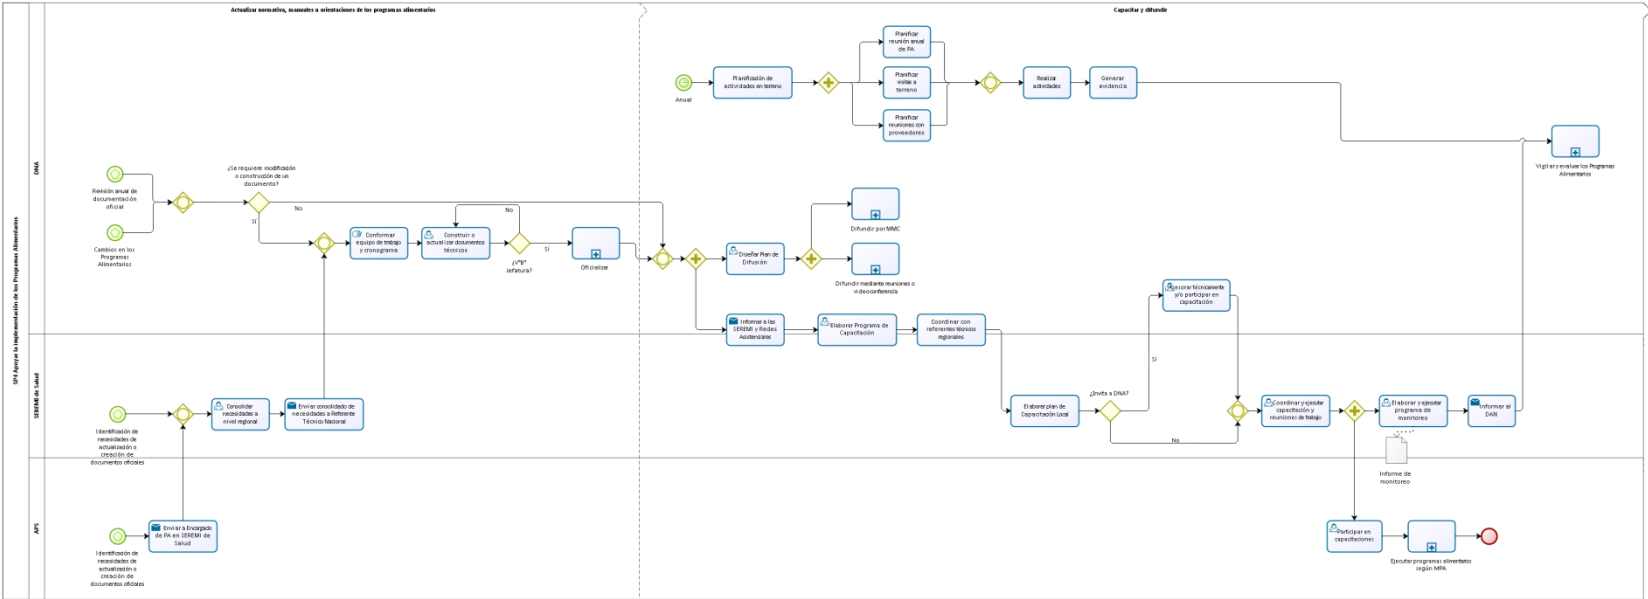 Actualizar normativa, manuales u orientaciones de los programas alimentarios
Capacitar y difundir
SP4 Apoyar la implementación de los Programas Alimentarios
DNA
SEREMI de Salud
APS
Anual
Planificación de
actividades en terreno
Planificar
reunión anual
de PA
Planificar
visitas a
terreno
Planificar
reuniones con
proveedores
Realizar
actividades
Generar
evidencia
Vigilar y evaluar los Programas
Alimentarios
Revisión anual de
documentación
oficial
Cambios en los
Programas
Alimentarios
¿Se requiere modificación
o construcción de un
documento?
No
Sí
Conformar
equipo de trabajo
y cronograma
Construir o
actualizar documentos
técnicos
No
¿VºBº
Jefatura?
Sí
Oficializar
Diseñar Plan de
Difusión
Difundir por MMC
Difundir mediante reuniones o
videoconferencia
Informar a las
SEREMI y Redes
Asistenciales
Elaborar Programa de
Capacitación
Coordinar con
referentes técnicos
regionales
Asesorar técnicamente
y/o participar en
capacitación
Identificación de
necesidades de
actualización o
creación de
documentos oficiales
Consolidar
necesidades a
nivel regional
Enviar consolidado de
necesidades a Referente
Técnico Nacional
Elaborar plan de
Capacitación Local
¿Invita a DNA?
Sí
No
Coordinar y ejecutar
capacitación y
reuniones de trabajo
Elaborar y ejecutar
programa de
monitoreo
Informar al
DAN
Informe de
monitoreo
Identificación de
necesidades de
actualización o
creación de
documentos oficiales
Enviar a Encargado
de PA en SEREMI de
Salud
Participar en
capacitaciones
Ejecutar programas alimentarios
según MPA